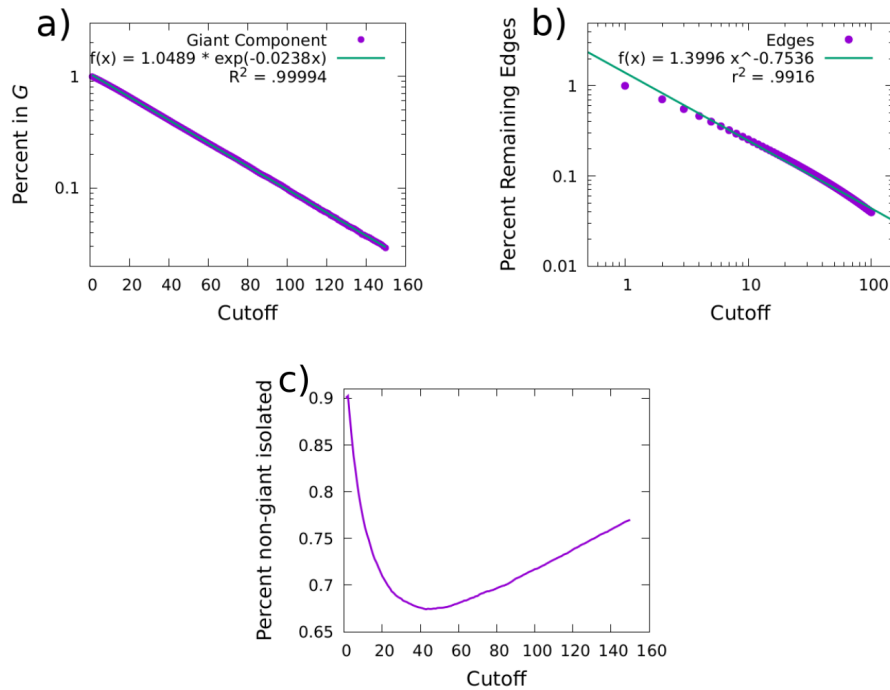 a)
Giant Component
f(x) = 1.0489 * exp(-0.0238x)
R² = .99994
Percent in G
1
0.1
0 20 40 60 80 100 120 140 160
Cutoff
b)
Edges
f(x) = 1.3996 x^-0.7536
r² = .9916
Percent Remaining Edges
1
0.1
0.01
1 10 100
Cutoff
c)
Percent non-giant isolated
0.9
0.85
0.8
0.75
0.7
0.65
0 20 40 60 80 100 120 140 160
Cutoff